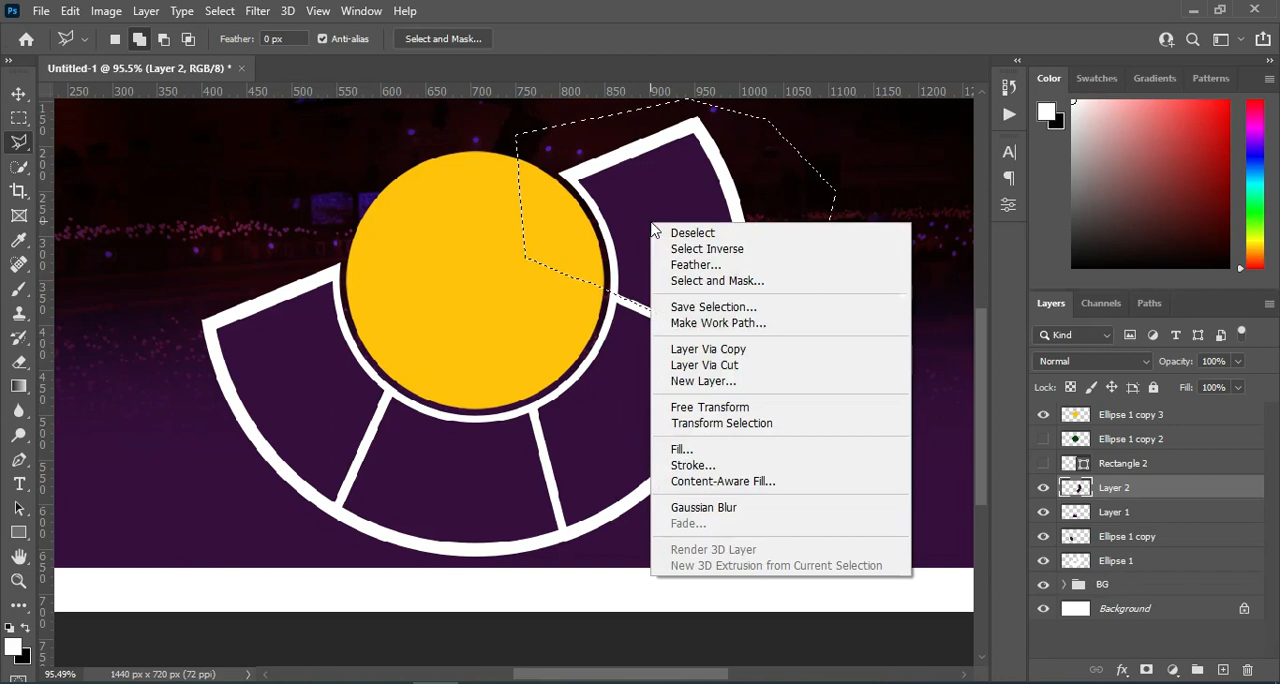 Ps File Edit Image Layer Type Select Filter 3D View Window Help
Feather: 0 px Anti-alias Select and Mask...
Untitled-1 @ 95.5% (Layer 2, RGB/8) * ×
250 300 350 400 450 500 550 600 650 700 750 800 850 900 950 1000 1050 1100 1150 1200 1250
Color Swatches Gradients Patterns
Deselect
Select Inverse
Feather...
Select and Mask...
Save Selection...
Make Work Path...
Layer Via Copy
Layer Via Cut
New Layer...
Free Transform
Transform Selection
Fill...
Stroke...
Content-Aware Fill...
Gaussian Blur
Fade...
Render 3D Layer
New 3D Extrusion from Current Selection
Layers Channels Paths
Kind
Normal Opacity: 100%
Lock: Fill: 100%
Ellipse 1 copy 3
Ellipse 1 copy 2
Rectangle 2
Layer 2
Layer 1
Ellipse 1 copy
Ellipse 1
BG
Background
95.49% 1440 px x 720 px (72 ppi)